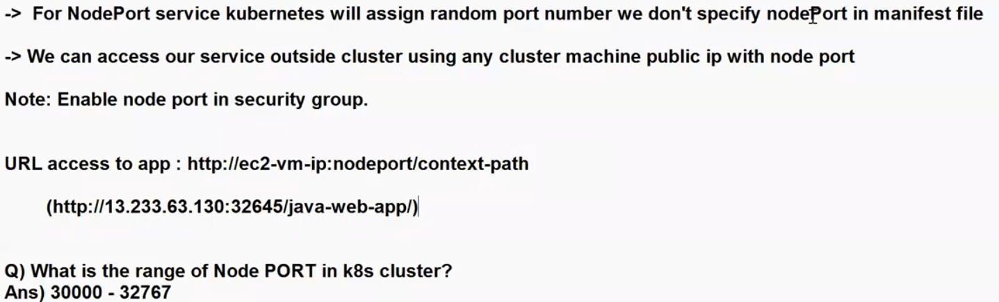 ->  For NodePort service kubernetes will assign random port number we don't specify nodePort in manifest file
-> We can access our service outside cluster using any cluster machine public ip with node port
Note: Enable node port in security group.
URL access to app : http://ec2-vm-ip:nodeport/context-path
(http://13.233.63.130:32645/java-web-app/)
Q) What is the range of Node PORT in k8s cluster?
Ans) 30000 - 32767